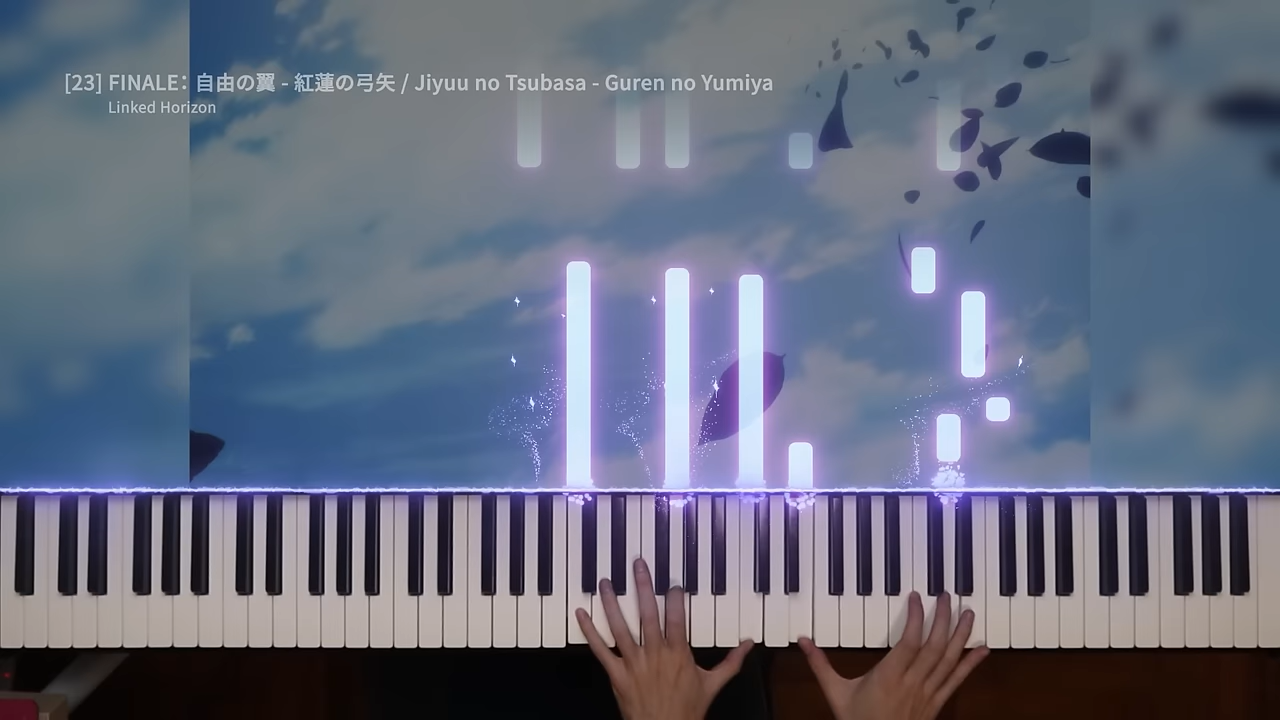 [23] FINALE: 自由の翼 - 紅蓮の弓矢 / Jiyuu no Tsubasa - Guren no Yumiya
Linked Horizon